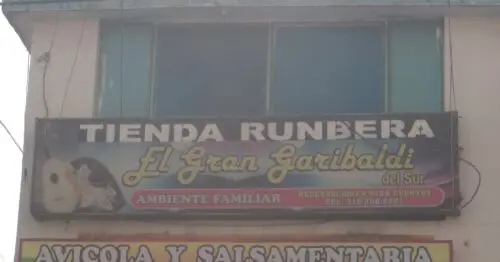 TIENDA RUNBERA
El Gran Garibaldi
del Sur
AMBIENTE FAMILIAR
AVICOLA Y SALSAMENTARIA